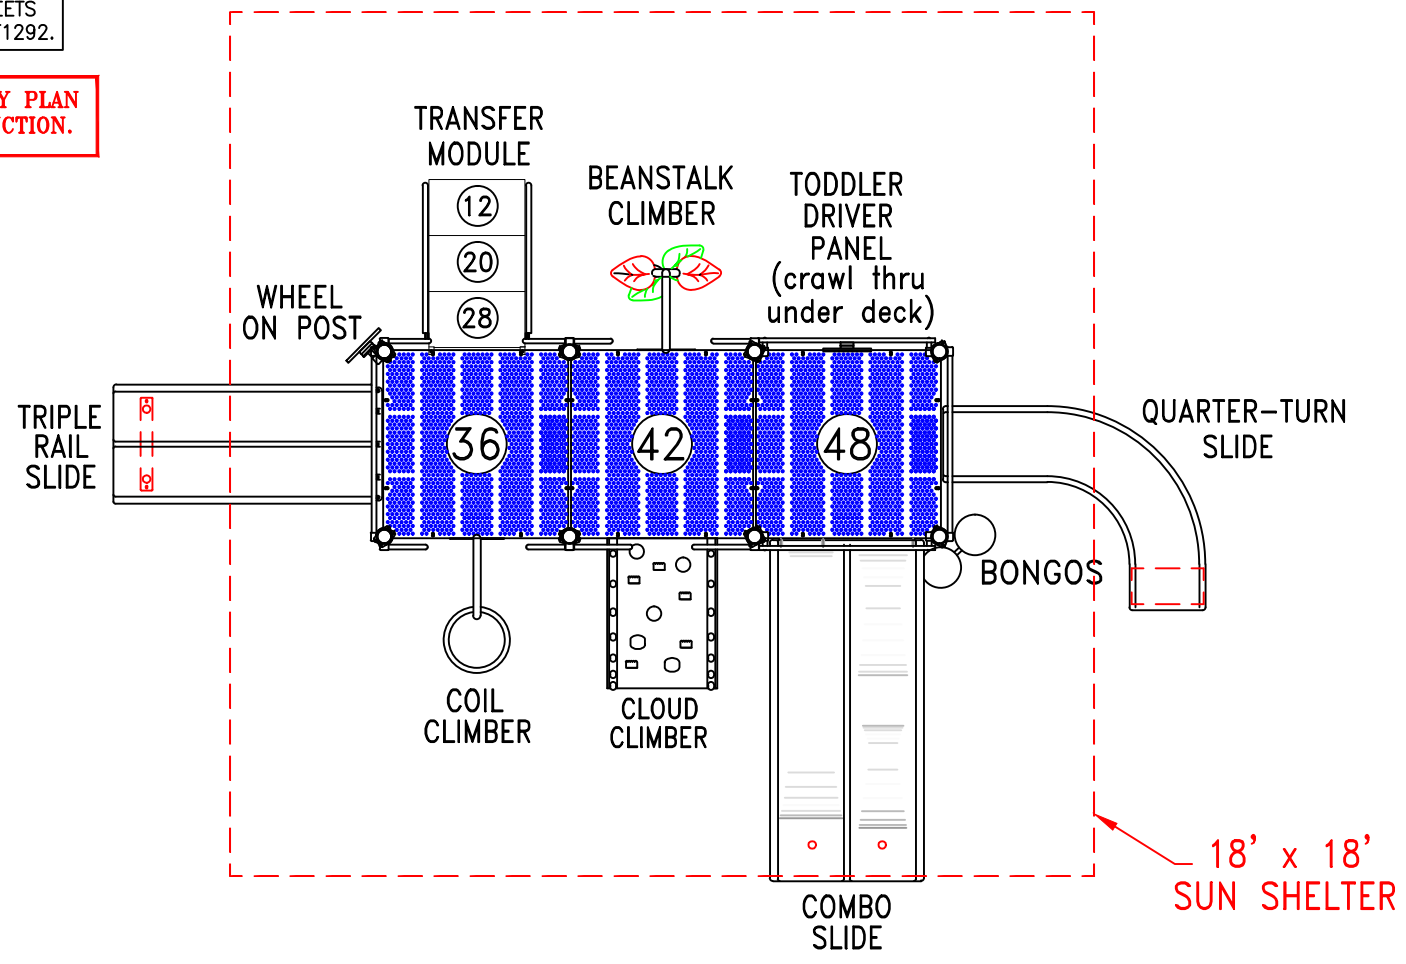 EETS
1292.
Y PLAN
CTION.
TRANSFER
MODULE
12
20
28
BEANSTALK
CLIMBER
TODDLER
DRIVER
PANEL
(crawl thru
under deck)
WHEEL
ON POST
TRIPLE
RAIL
SLIDE
36
42
48
QUARTER-TURN
SLIDE
BONGOS
COIL
CLIMBER
CLOUD
CLIMBER
COMBO
SLIDE
18' x 18'
SUN SHELTER